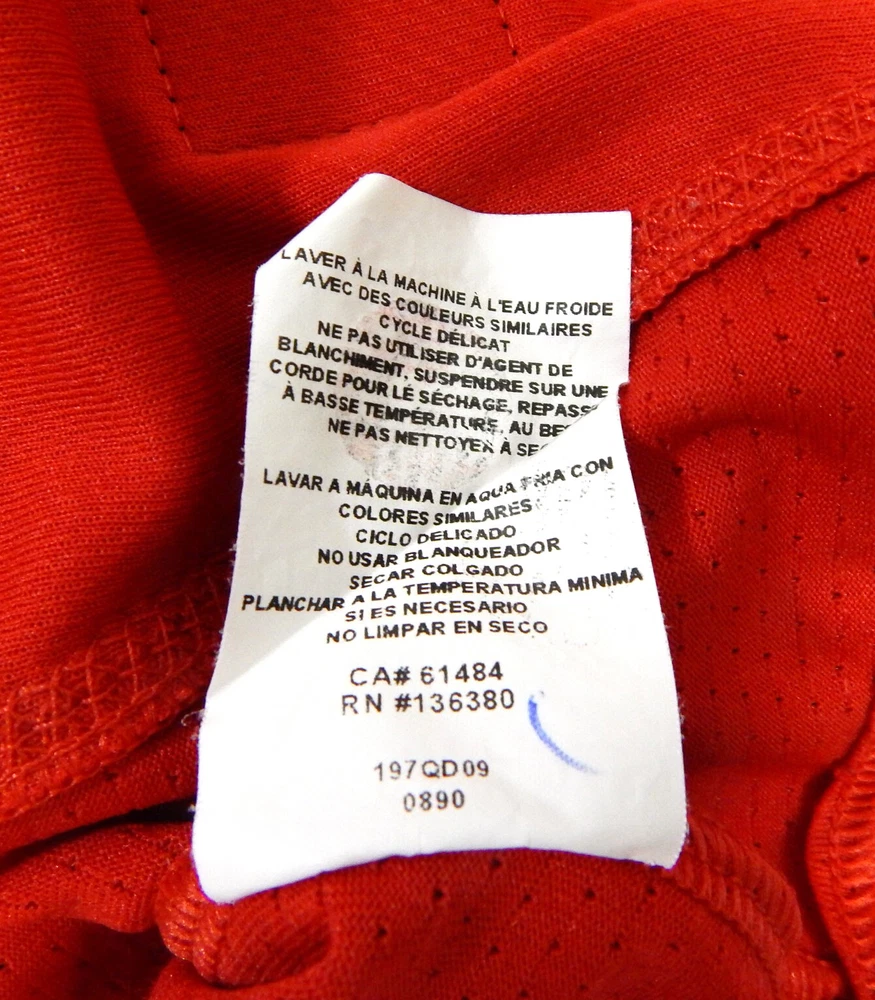 LAVER À LA MACHINE À L'EAU FROIDE
AVEC DES COULEURS SIMILAIRES
CYCLE DÉLICAT
NE PAS UTILISER D'AGENT DE
BLANCHIMENT, SUSPENDRE SUR UNE
CORDE POUR LÉ SÉCHAGE, REPASS
À BASSE TEMPÉRATURE, AU BE
NE PAS NETTOYER À SEC
LAVAR A MÁQUINA EN AQUA FRIA CON
COLORES SIMILARES
CICLO DELICADO
NO USAR BLANQUEADOR
SECAR COLGADO
PLANCHAR A LA TEMPERATURA MINIMA
SI ES NECESARIO
NO LIMPAR EN SECO
CA# 61484
RN #136380
197QD09
0890